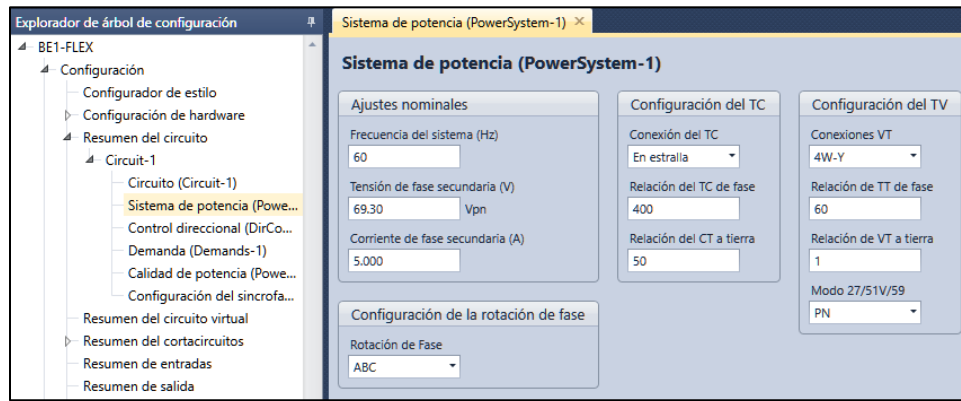 Explorador de árbol de configuración
BE1-FLEX
Configuración
Configurador de estilo
Configuración de hardware
Resumen del circuito
Circuit-1
Circuito (Circuit-1)
Sistema de potencia (Powe...
Control direccional (DirCo...
Demanda (Demands-1)
Calidad de potencia (Powe...
Configuración del sincrofa...
Resumen del circuito virtual
Resumen del cortacircuitos
Resumen de entradas
Resumen de salida
Sistema de potencia (PowerSystem-1)
Sistema de potencia (PowerSystem-1)
Ajustes nominales
Frecuencia del sistema (Hz)
60
Tensión de fase secundaria (V)
69.30 Vpn
Corriente de fase secundaria (A)
5.000
Configuración de la rotación de fase
Rotación de Fase
ABC
Configuración del TC
Conexión del TC
En estralla
Relación del TC de fase
400
Relación del CT a tierra
50
Configuración del TV
Conexiones VT
4W-Y
Relación de TT de fase
60
Relación de VT a tierra
1
Modo 27/51V/59
PN